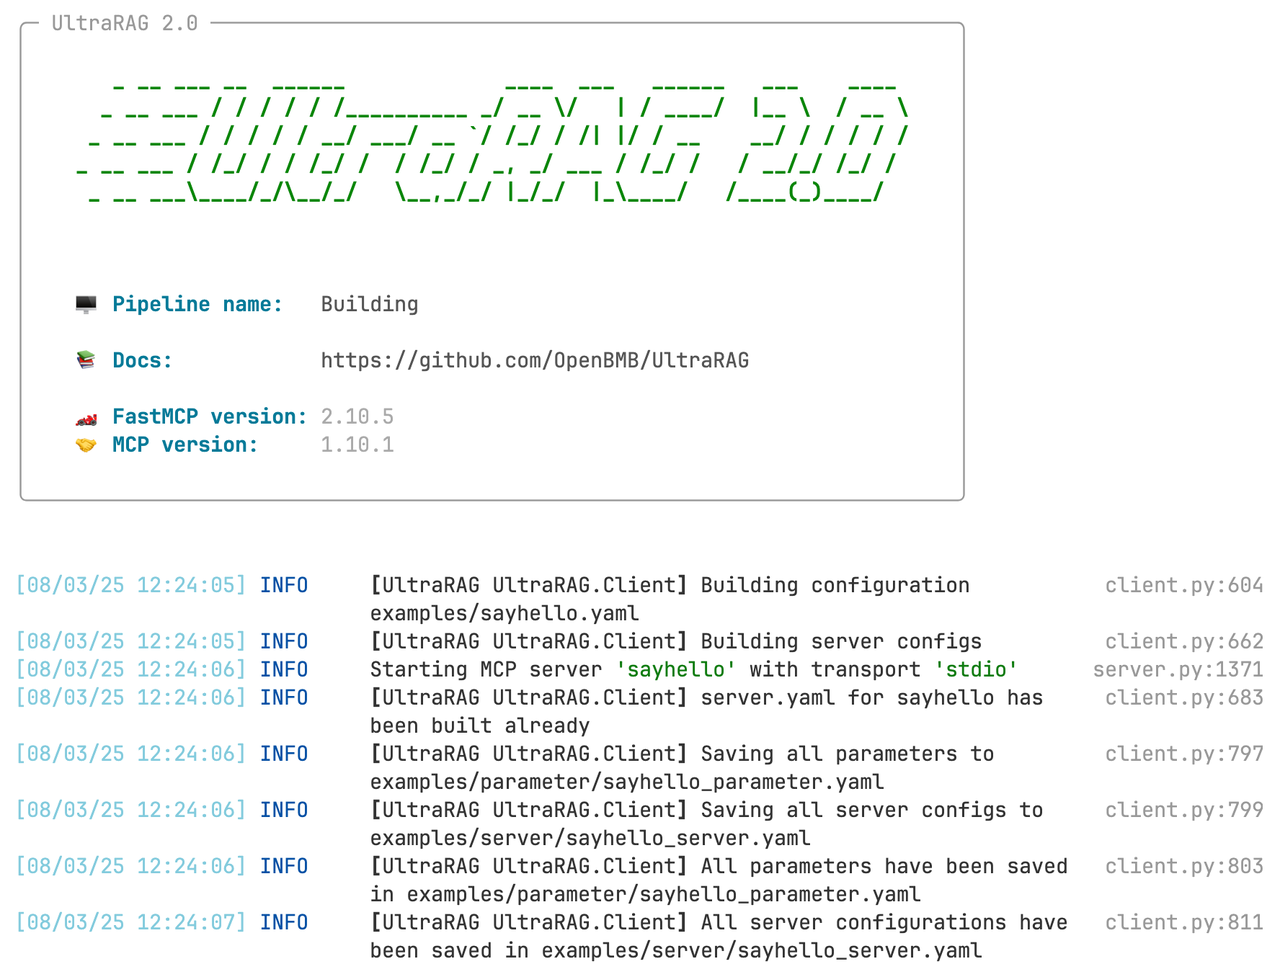 UltraRAG 2.0
UltraRAG 2.0
Pipeline name: Building
Docs: https://github.com/OpenBMB/UltraRAG
FastMCP version: 2.10.5
MCP version: 1.10.1
[08/03/25 12:24:05] INFO [UltraRAG UltraRAG.Client] Building configuration client.py:604
examples/sayhello.yaml
[08/03/25 12:24:05] INFO [UltraRAG UltraRAG.Client] Building server configs client.py:662
[08/03/25 12:24:06] INFO Starting MCP server 'sayhello' with transport 'stdio' server.py:1371
[08/03/25 12:24:06] INFO [UltraRAG UltraRAG.Client] server.yaml for sayhello has client.py:683
been built already
[08/03/25 12:24:06] INFO [UltraRAG UltraRAG.Client] Saving all parameters to client.py:797
examples/parameter/sayhello_parameter.yaml
[08/03/25 12:24:06] INFO [UltraRAG UltraRAG.Client] Saving all server configs to client.py:799
examples/server/sayhello_server.yaml
[08/03/25 12:24:06] INFO [UltraRAG UltraRAG.Client] All parameters have been saved client.py:803
in examples/parameter/sayhello_parameter.yaml
[08/03/25 12:24:07] INFO [UltraRAG UltraRAG.Client] All server configurations have client.py:811
been saved in examples/server/sayhello_server.yaml